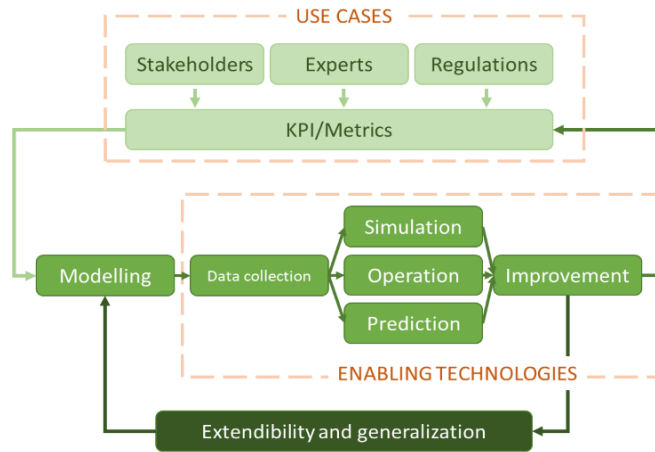 USE CASES
Stakeholders
Experts
Regulations
KPI/Metrics
Simulation
Modelling
Data collection
Operation
Improvement
Prediction
ENABLING TECHNOLOGIES
Extendibility and generalization